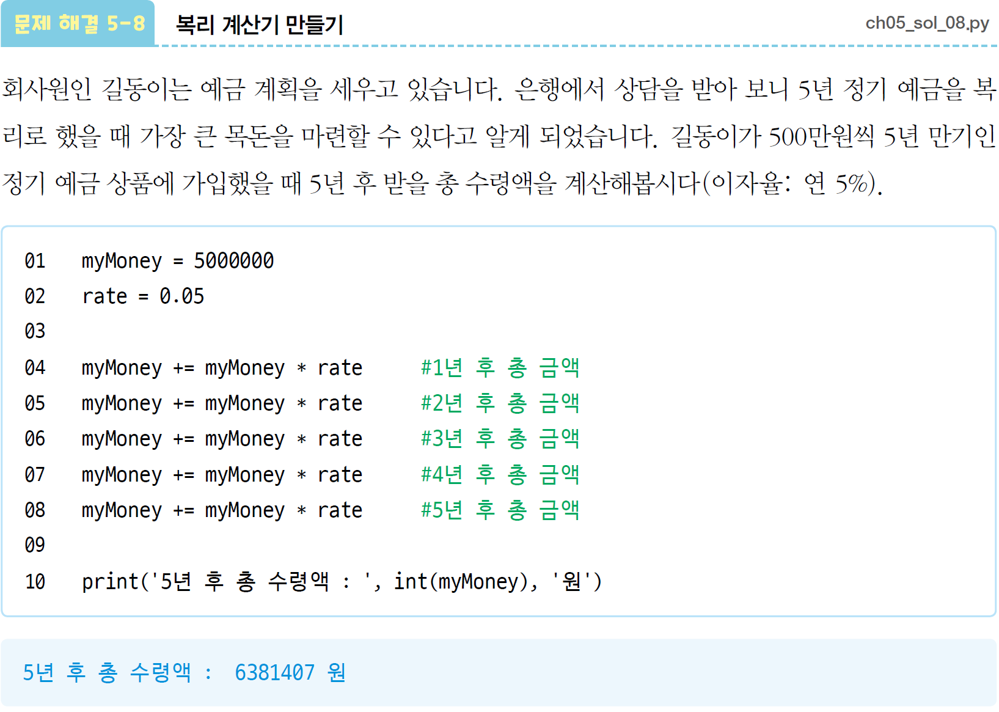 문제 해결 5-8 복리 계산기 만들기 ch05_sol_08.py
회사원인 길동이는 예금 계획을 세우고 있습니다. 은행에서 상담을 받아 보니 5년 정기 예금을 복
리로 했을 때 가장 큰 목돈을 마련할 수 있다고 알게 되었습니다. 길동이가 500만원씩 5년 만기인
정기 예금 상품에 가입했을 때 5년 후 받을 총 수령액을 계산해봅시다(이자율: 연 5%).
01 myMoney = 5000000
02 rate = 0.05
03
04 myMoney += myMoney * rate #1년 후 총 금액
05 myMoney += myMoney * rate #2년 후 총 금액
06 myMoney += myMoney * rate #3년 후 총 금액
07 myMoney += myMoney * rate #4년 후 총 금액
08 myMoney += myMoney * rate #5년 후 총 금액
09
10 print('5년 후 총 수령액 : ', int(myMoney), '원')
5년 후 총 수령액 : 6381407 원